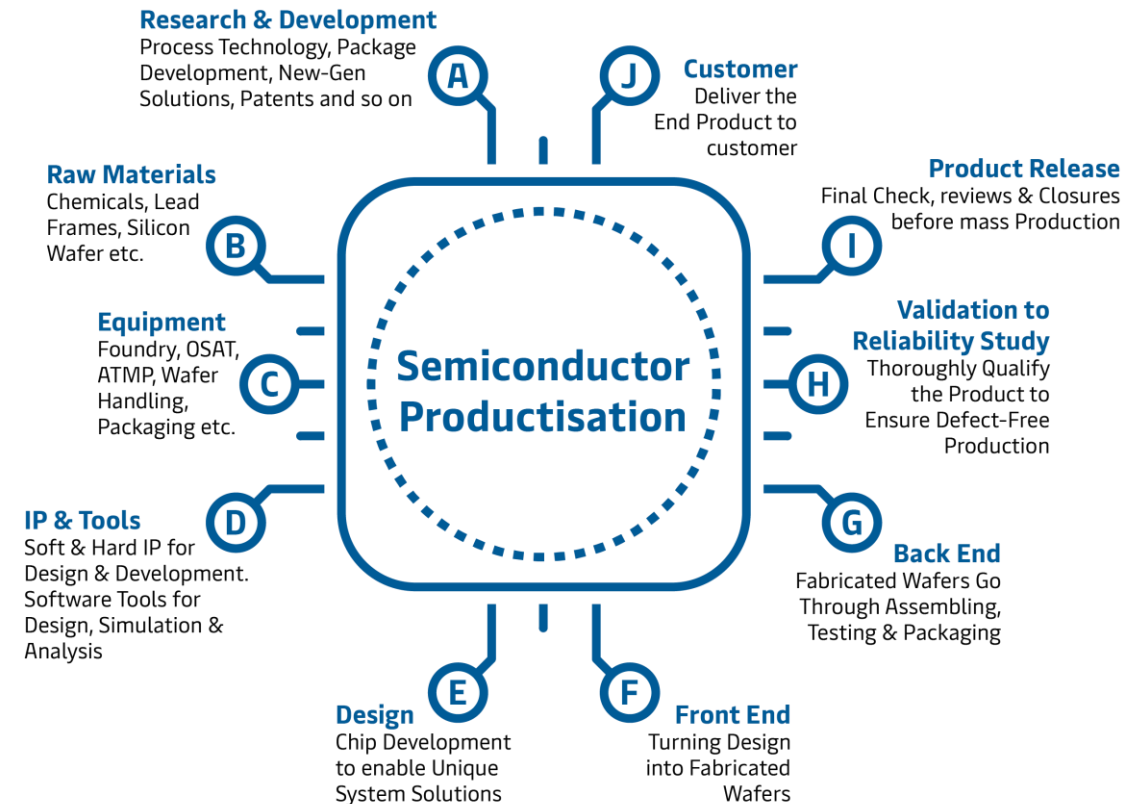 Research & Development
Process Technology, Package
Development, New-Gen
Solutions, Patents and so on
A
J
Customer
Deliver the
End Product to
customer
Raw Materials
Chemicals, Lead
Frames, Silicon
Wafer etc.
B
Product Release
Final Check, reviews & Closures
before mass Production
I
Equipment
Foundry, OSAT,
ATMP, Wafer
Handling,
Packaging etc.
C
Semiconductor
Productisation
Validation to
Reliability Study
Thoroughly Qualify
the Product to
Ensure Defect-Free
Production
H
IP & Tools
Soft & Hard IP for
Design & Development.
Software Tools for
Design, Simulation &
Analysis
D
G
Back End
Fabricated Wafers Go
Through Assembling,
Testing & Packaging
E
Design
Chip Development
to enable Unique
System Solutions
F
Front End
Turning Design
into Fabricated
Wafers